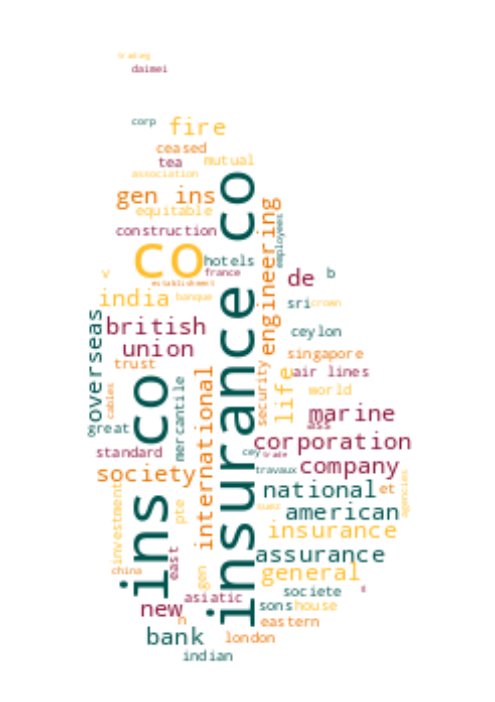 trading
daimei
corp
fire
ceased
tea
mutual
association
gen ins
equitable
construction
co
hotels
france
establishment
v
india
banque
british
union
trust
overseas
cables
great
mercantile
standard
society
international
ins co
insurance co
engineering
employees
de
b
sri
crown
ceylon
singapore
air lines
security
life
world
marine
ass
corporation
cey
trade
travaux
company
national
et
agencies
suez
american
insurance
assurance
general
investment
pte
china
east
gen
asiatic
new
n
bank
london
indian
societe
sons
house
eastern